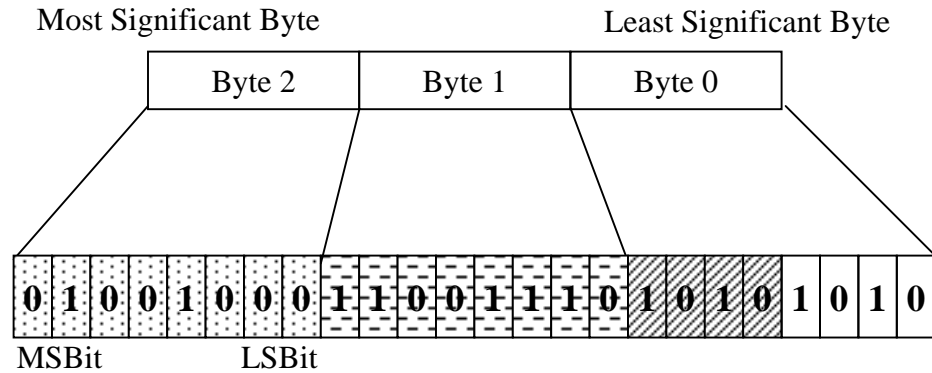 Most Significant Byte Least Significant Byte
Byte 2 Byte 1 Byte 0
0 1 0 0 1 0 0 0 1 1 0 0 1 1 1 0 1 0 1 0 1 0 1 0
MSBit LSBit